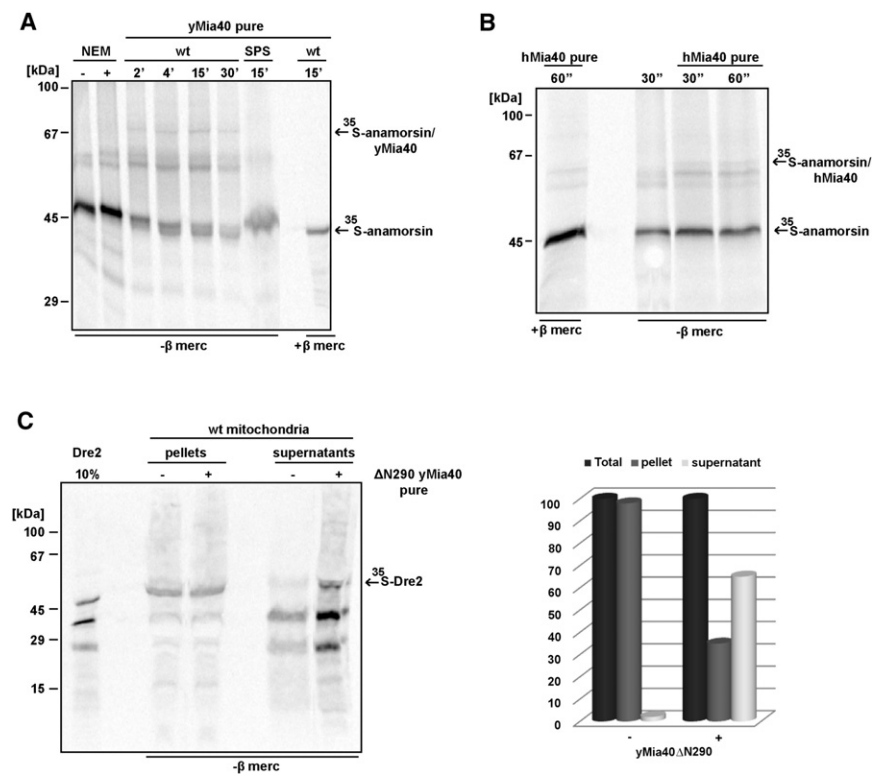 A
yMia40 pure
NEM wt SPS wt
[kDa] - + 2’ 4’ 15’ 30’ 15’ 15’
100
67
45
29
35
S-anamorsin/
yMia40
35
S-anamorsin
-β merc +β merc
B
hMia40 pure hMia40 pure
60’’ 30’’ 30’’ 60’’
[kDa]
100
67
45
35
S-anamorsin/
hMia40
35
S-anamorsin
+β merc -β merc
C
wt mitochondria
Dre2 pellets supernatants
10% - + - + ΔN290 yMia40
pure
[kDa]
100
67
45
29
15
35
S-Dre2
-β merc
Total pellet supernatant
100
90
80
70
60
50
40
30
20
10
0
- +
yMia40ΔN290